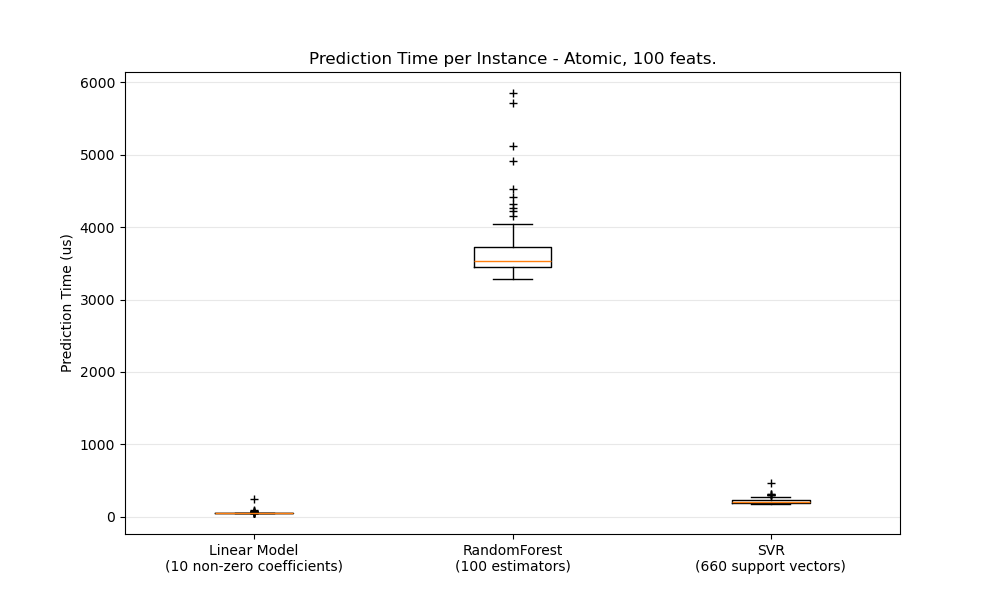 Prediction Time per Instance - Atomic, 100 feats.
Prediction Time (us)
6000
5000
4000
3000
2000
1000
0
Linear Model
(10 non-zero coefficients)
RandomForest
(100 estimators)
SVR
(660 support vectors)